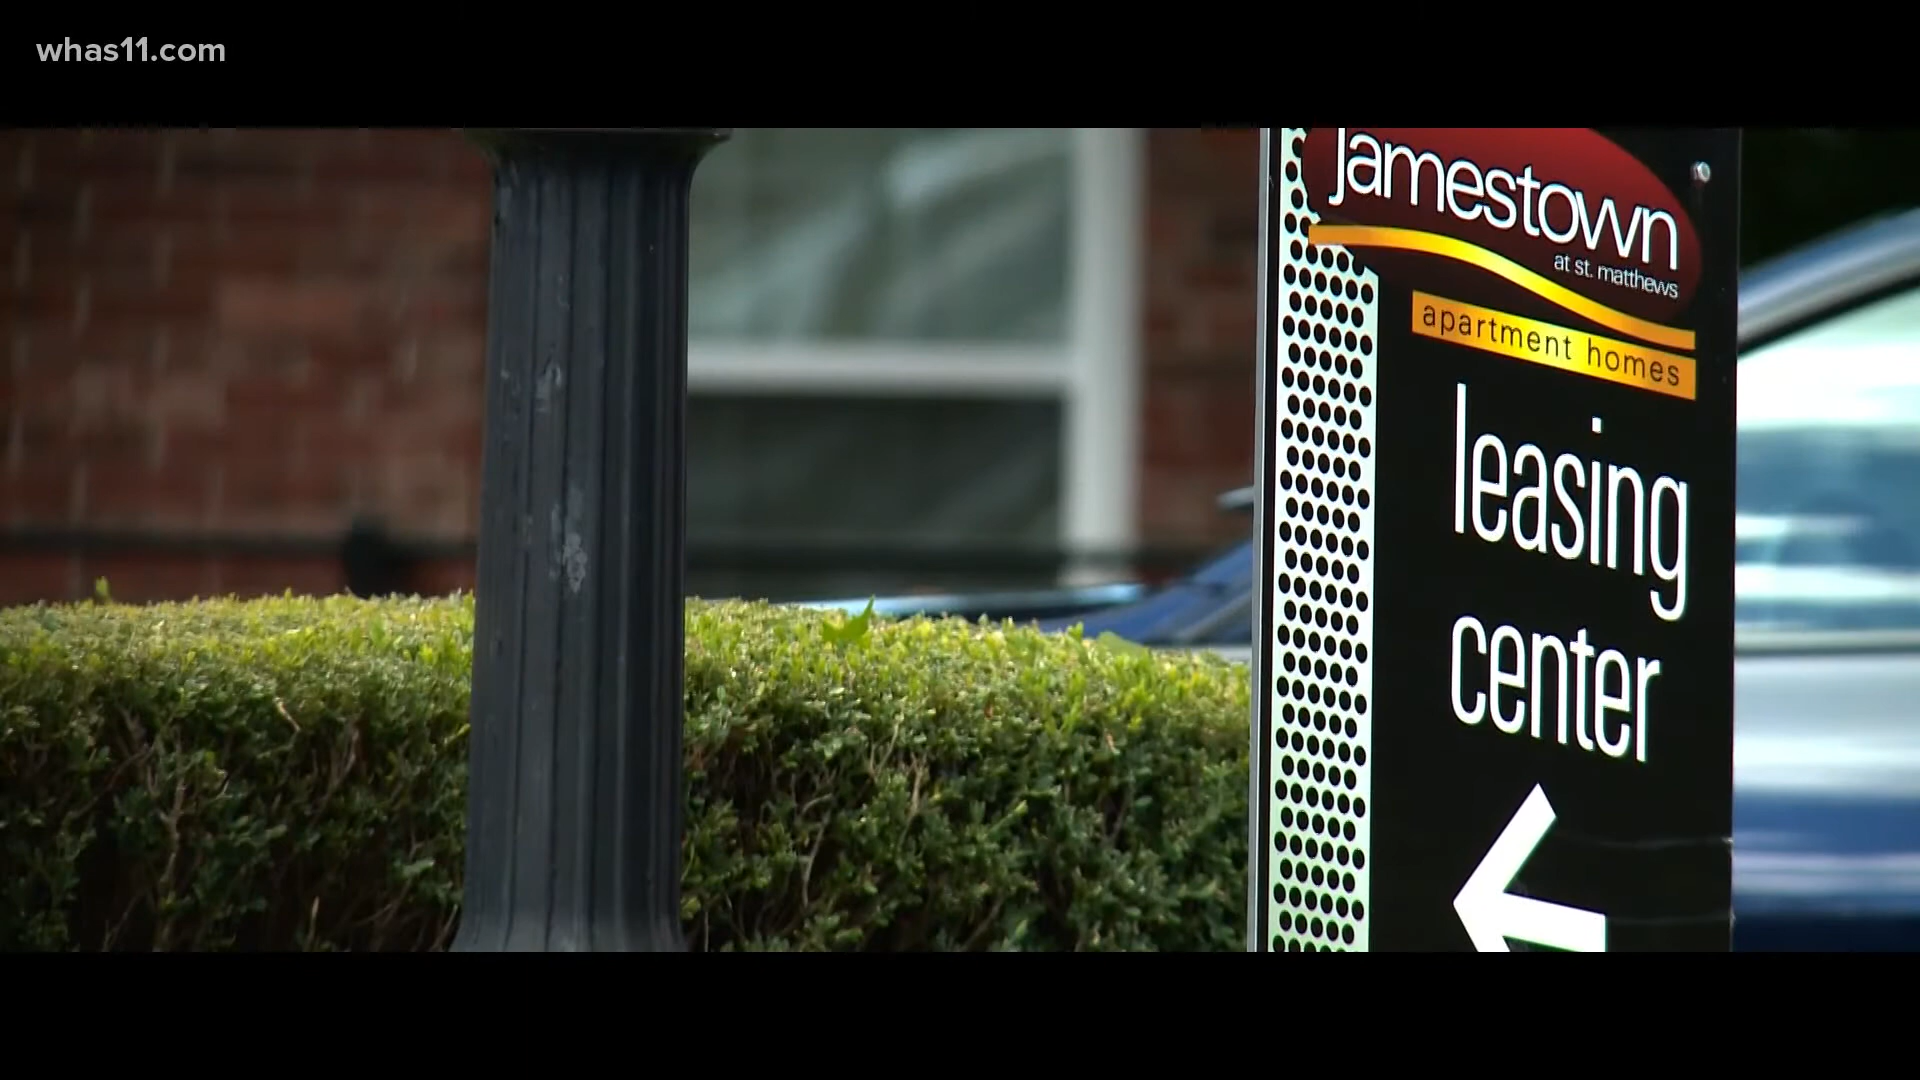 whas11.com
Jamestown
at st. matthews
apartment homes
leasing
center